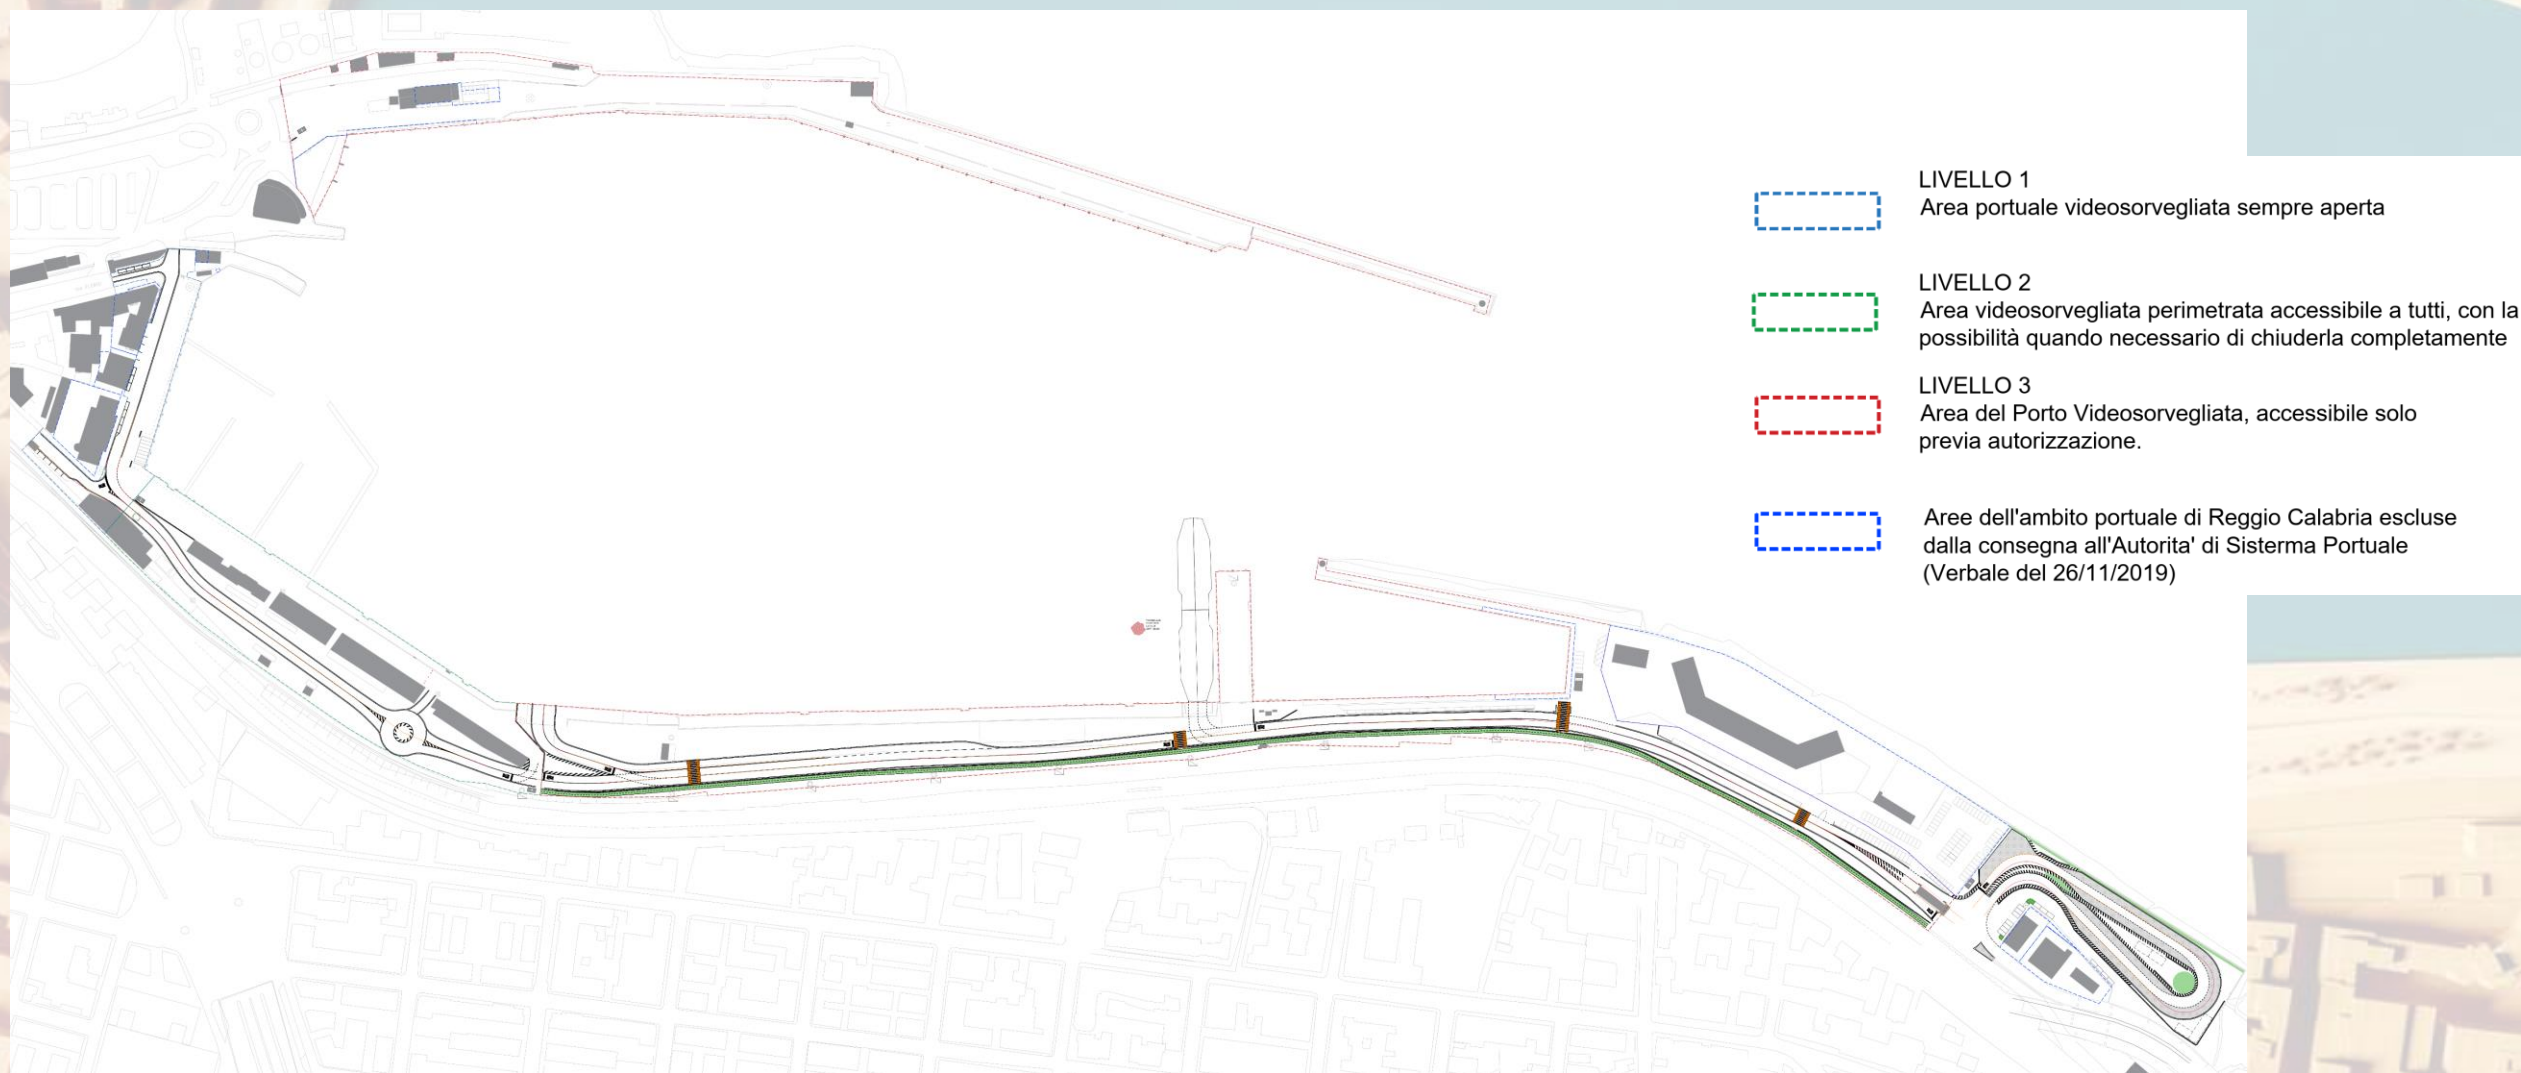 LIVELLO 1
Area portuale videosorvegliata sempre aperta
LIVELLO 2
Area videosorvegliata perimetrata accessibile a tutti, con la
possibilità quando necessario di chiuderla completamente
LIVELLO 3
Area del Porto Videosorvegliata, accessibile solo
previa autorizzazione.
Aree dell'ambito portuale di Reggio Calabria escluse
dalla consegna all'Autorita' di Sisterma Portuale
(Verbale del 26/11/2019)